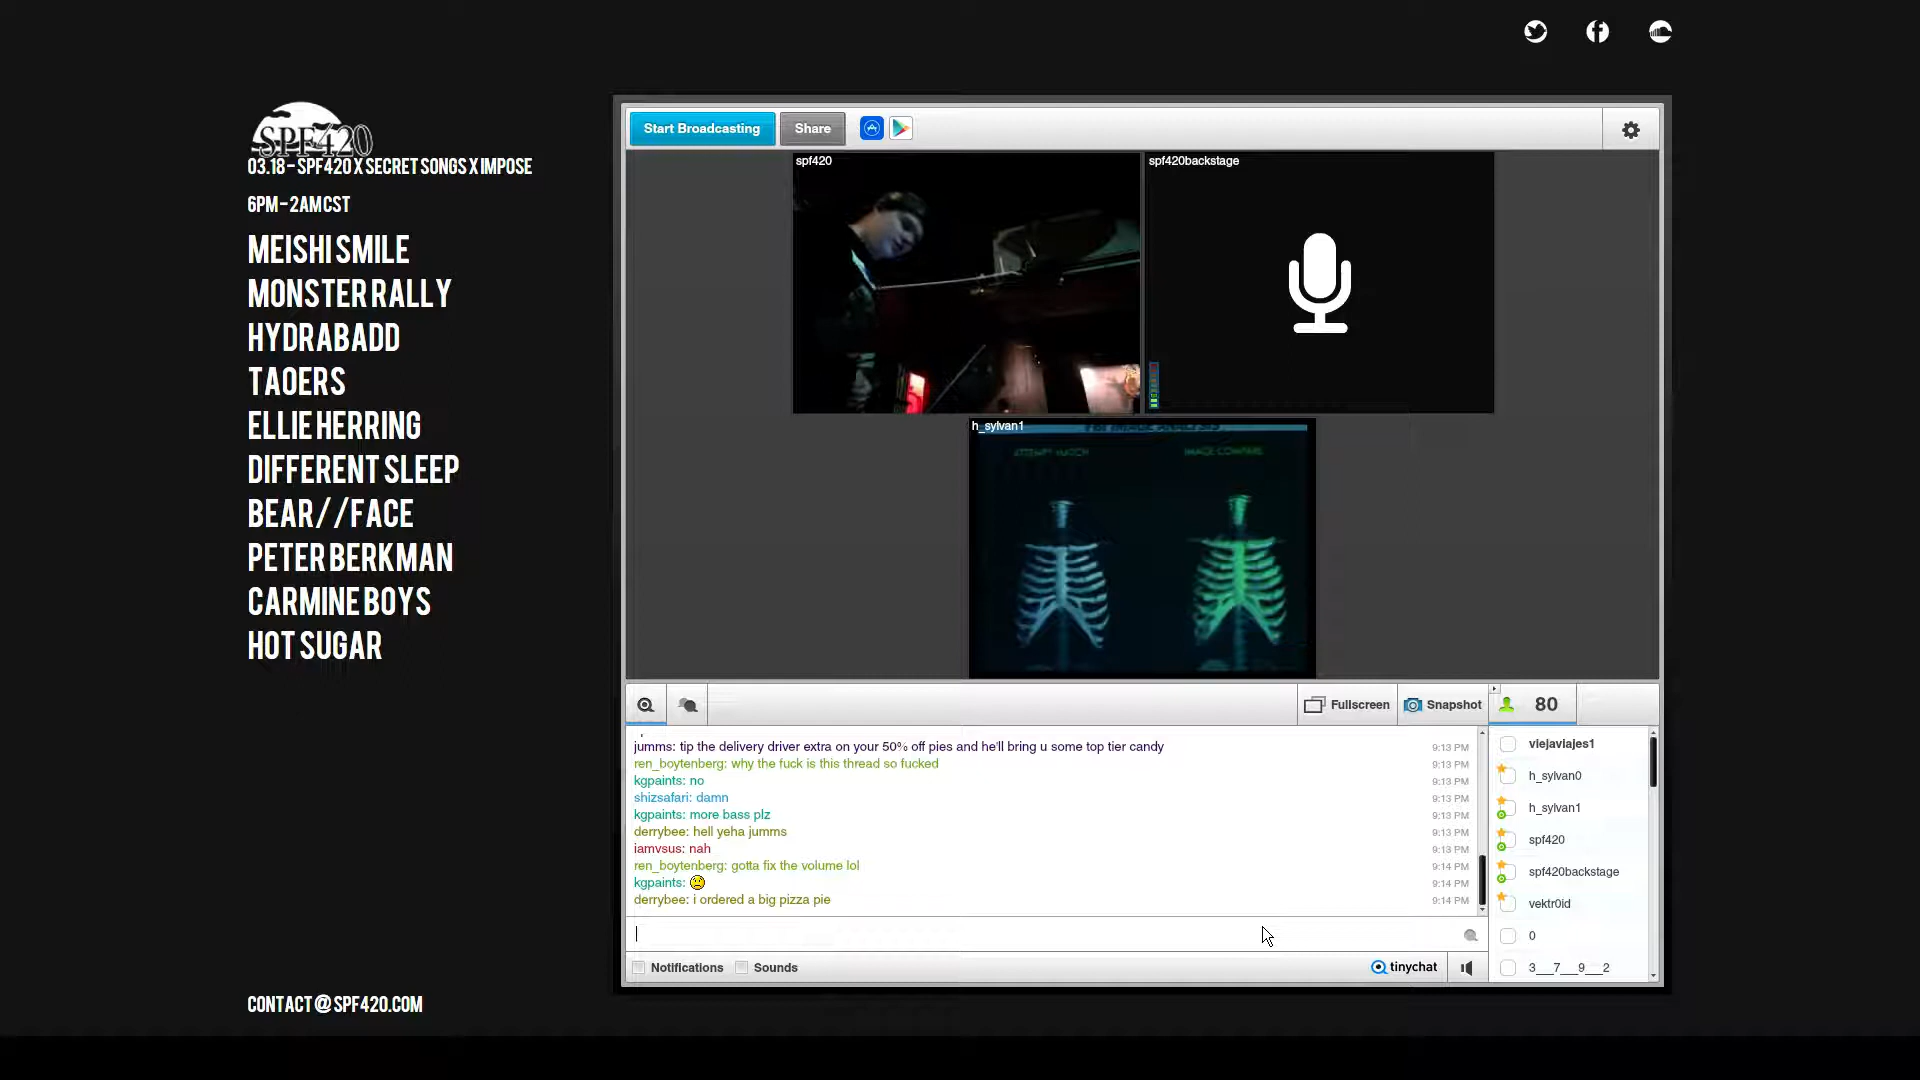 SPF420
03.18 - SPF420 X SECRET SONGS X IMPOSE
6PM - 2AM CST
MEISHI SMILE
MONSTER RALLY
HYDRABADD
TAOERS
ELLIE HERRING
DIFFERENT SLEEP
BEAR//FACE
PETER BERKMAN
CARMINE BOYS
HOT SUGAR
CONTACT@SPF420.COM
Start Broadcasting
Share
spf420
spf420backstage
h_sylvan1
ATTEMPT MATCH
IMAGE COMPARE
Fullscreen
Snapshot
80
jumms: tip the delivery driver extra on your 50% off pies and he'll bring u some top tier candy 9:13 PM
ren_boytenberg: why the fuck is this thread so fucked 9:13 PM
kgpaints: no 9:13 PM
shizsafari: damn 9:13 PM
kgpaints: more bass plz 9:13 PM
derrybee: hell yeha jumms 9:13 PM
iamvsus: nah 9:13 PM
ren_boytenberg: gotta fix the volume lol 9:14 PM
kgpaints: 9:14 PM
derrybee: i ordered a big pizza pie 9:14 PM
Notifications
Sounds
tinychat
viejaviajes1
h_sylvan0
h_sylvan1
spf420
spf420backstage
vektr0id
0
3__7__9__2